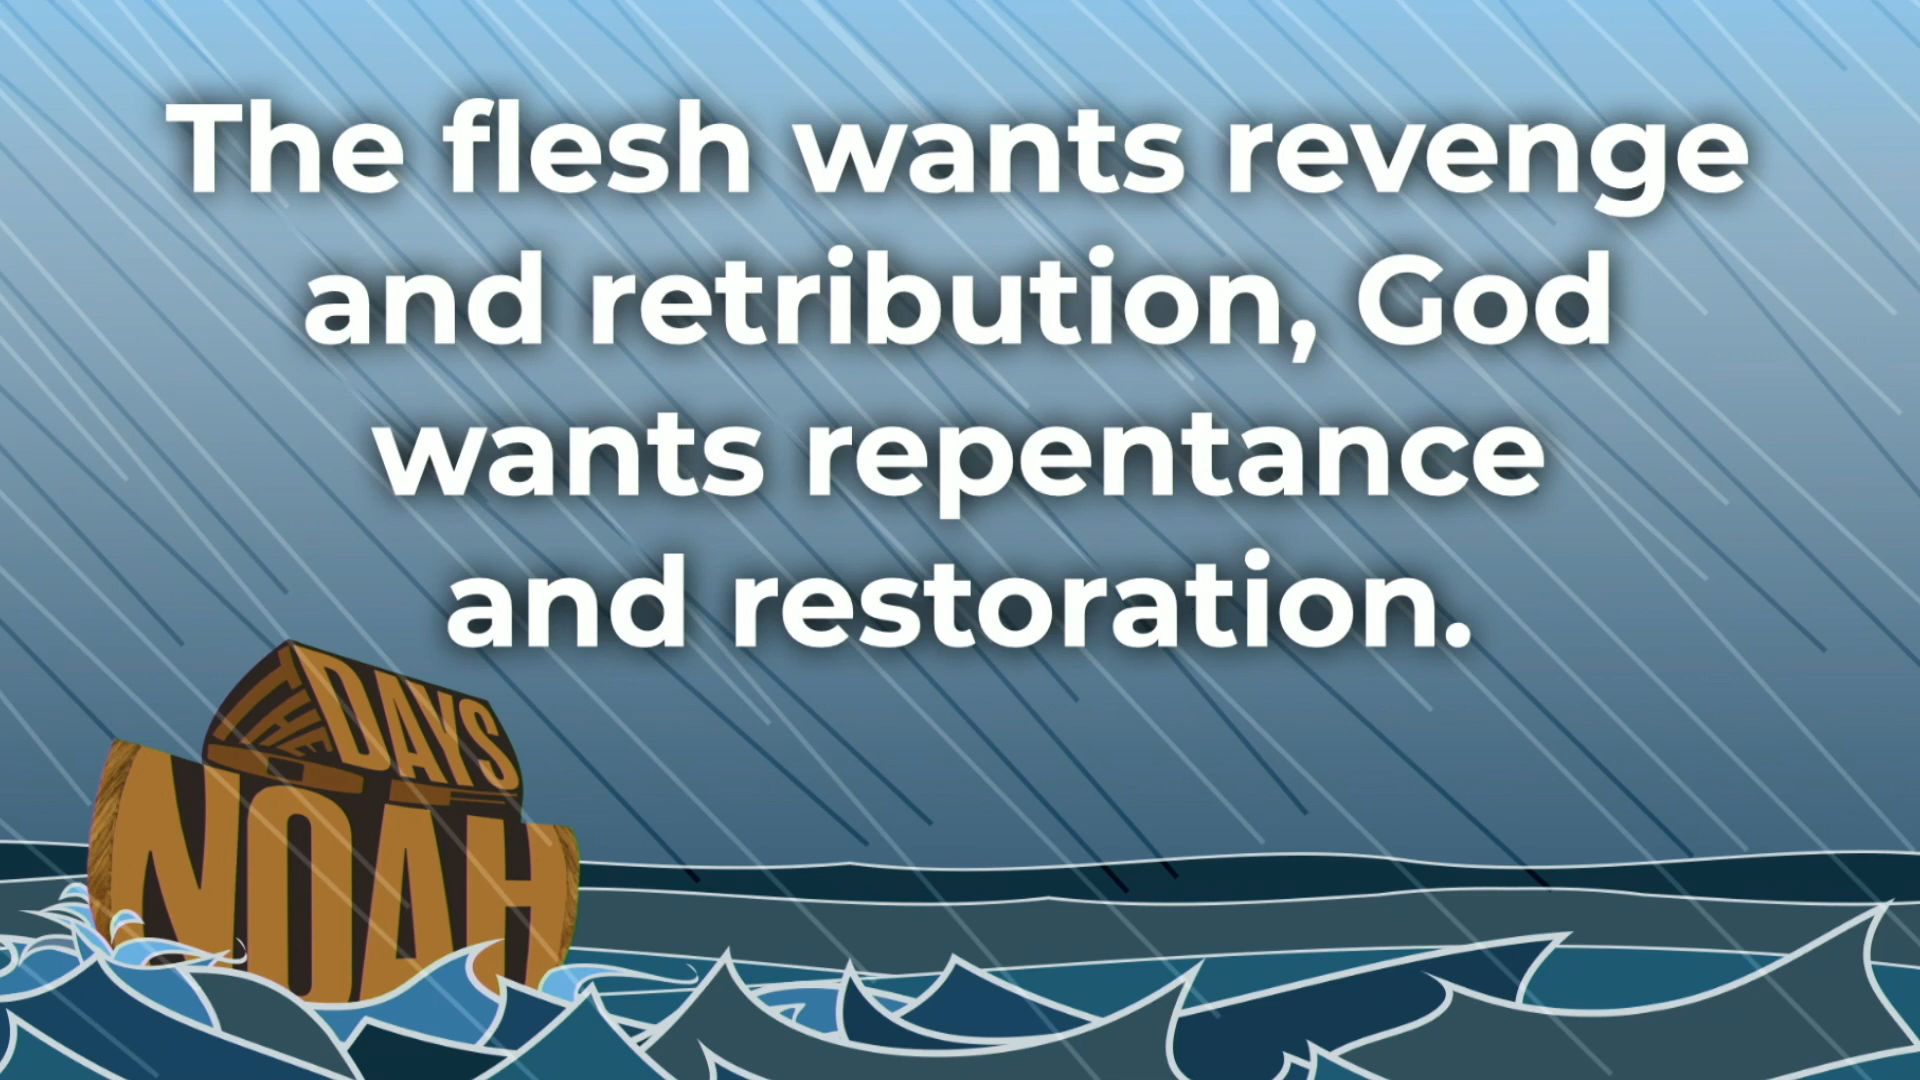 The flesh wants revenge
and retribution, God
wants repentance
and restoration.
THE DAYS
NOAH